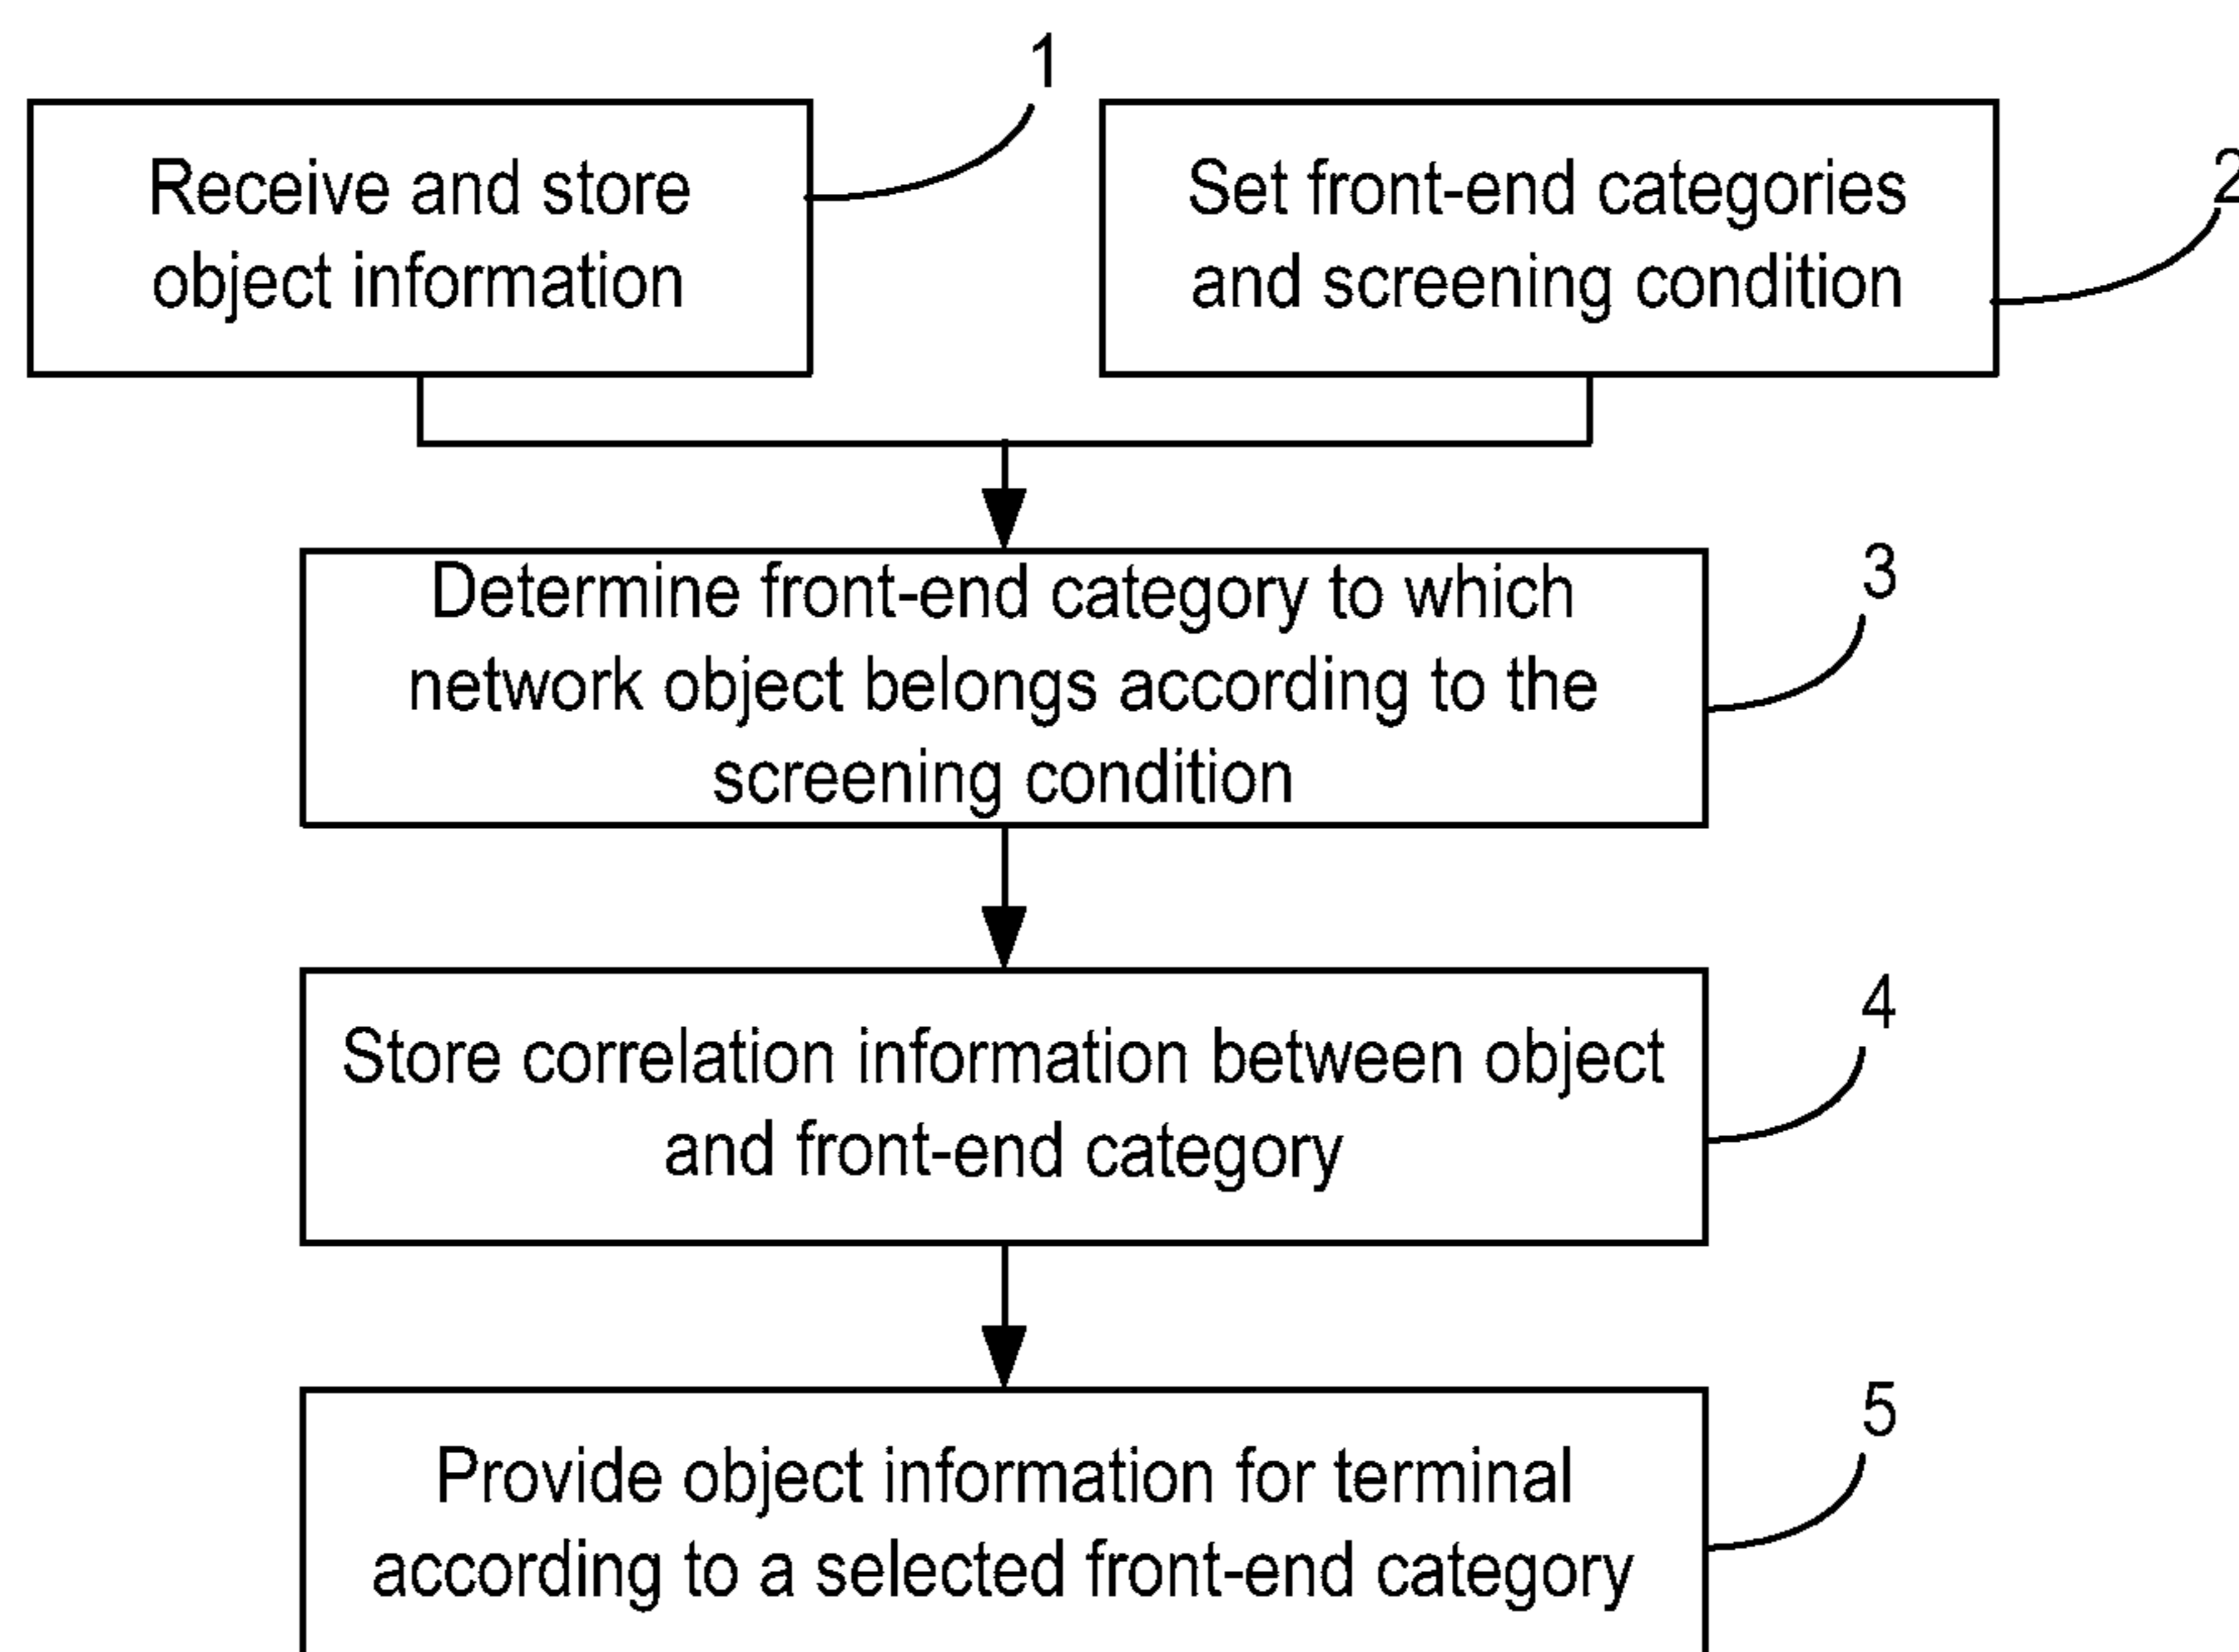 1
Receive and store
object information
2
Set front-end categories
and screening condition
3
Determine front-end category to which
network object belongs according to the
screening condition
4
Store correlation information between object
and front-end category
5
Provide object information for terminal
according to a selected front-end category